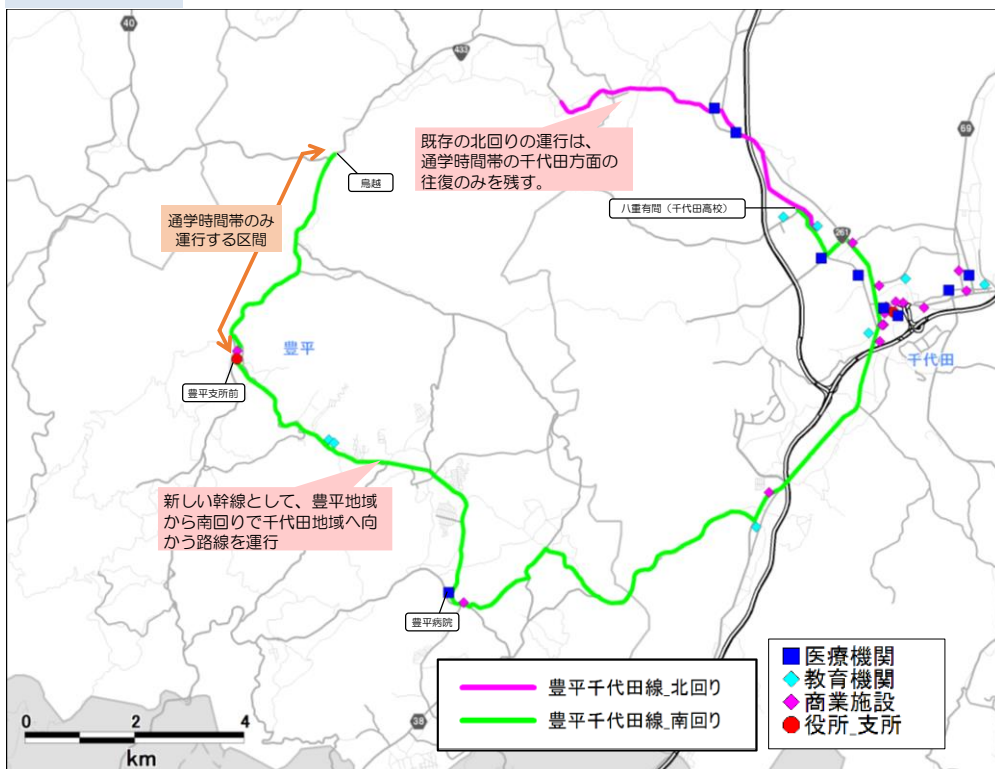 40
433
69
既存の北回りの運行は、
通学時間帯の千代田方面の
往復のみを残す。
鳥越
八重有間（千代田高校）
通学時間帯のみ
運行する区間
261
豊平
千代田
豊平支所前
新しい幹線として、豊平地域
から南回りで千代田地域へ向
かう路線を運行
豊平病院
豊平千代田線_北回り
豊平千代田線_南回り
医療機関
教育機関
商業施設
役所_支所
38
0 2 4
km